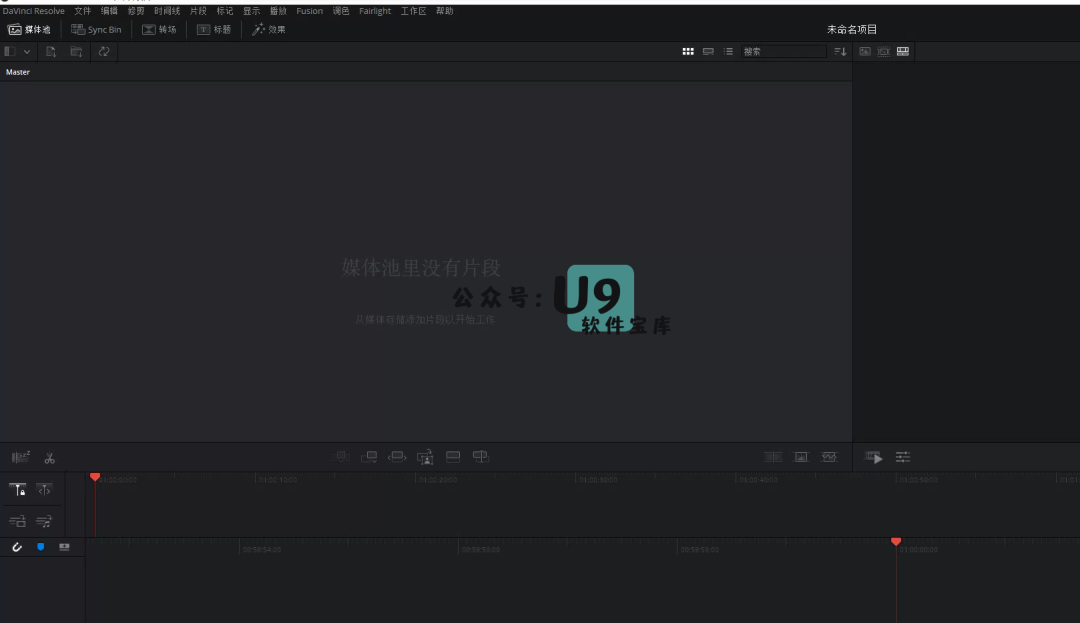 DaVinci Resolve 文件 编辑 修剪 时间线 片段 标记 显示 播放 Fusion 调色 Fairlight 工作区 帮助
媒体池 Sync Bin 转场 标题 效果 未命名项目
搜索
Master
媒体池里没有片段
公众号: U9
从媒体存储添加片段以开始工作
软件宝库
01:00:00:00 01:00:10:00 01:00:20:00 01:00:30:00 01:00:40:00 01:00:50:00
00:59:54:00 00:59:56:00 00:59:58:00 01:00:00:00